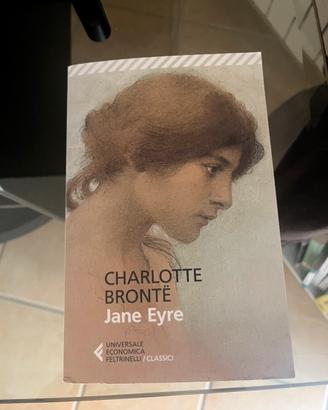 CHARLOTTE
BRONTË
Jane Eyre
UNIVERSALE
ECONOMICA
FELTRINELLI/CLASSICI